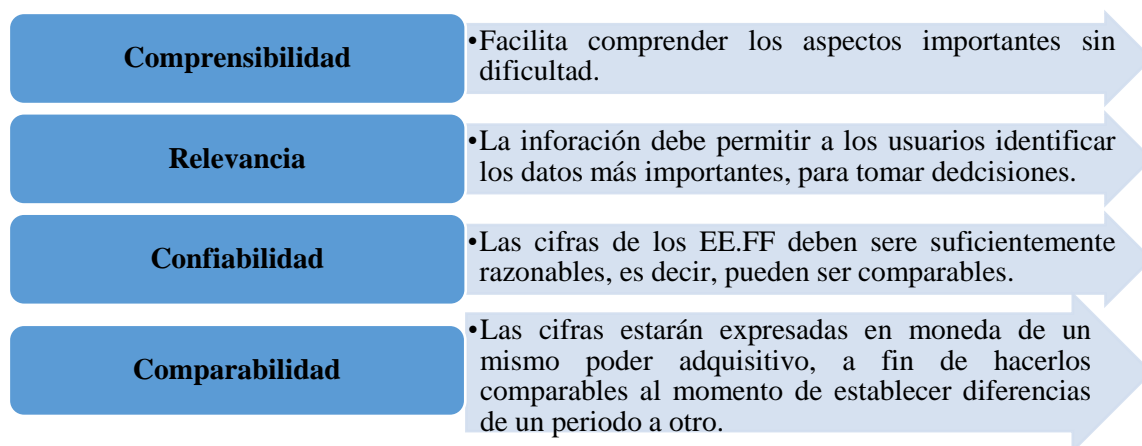 Comprensibilidad
•Facilita comprender los aspectos importantes sin
dificultad.
Relevancia
•La inforación debe permitir a los usuarios identificar
los datos más importantes, para tomar dedcisiones.
Confiabilidad
•Las cifras de los EE.FF deben sere suficientemente
razonables, es decir, pueden ser comparables.
Comparabilidad
•Las cifras estarán expresadas en moneda de un
mismo poder adquisitivo, a fin de hacerlos
comparables al momento de establecer diferencias
de un periodo a otro.